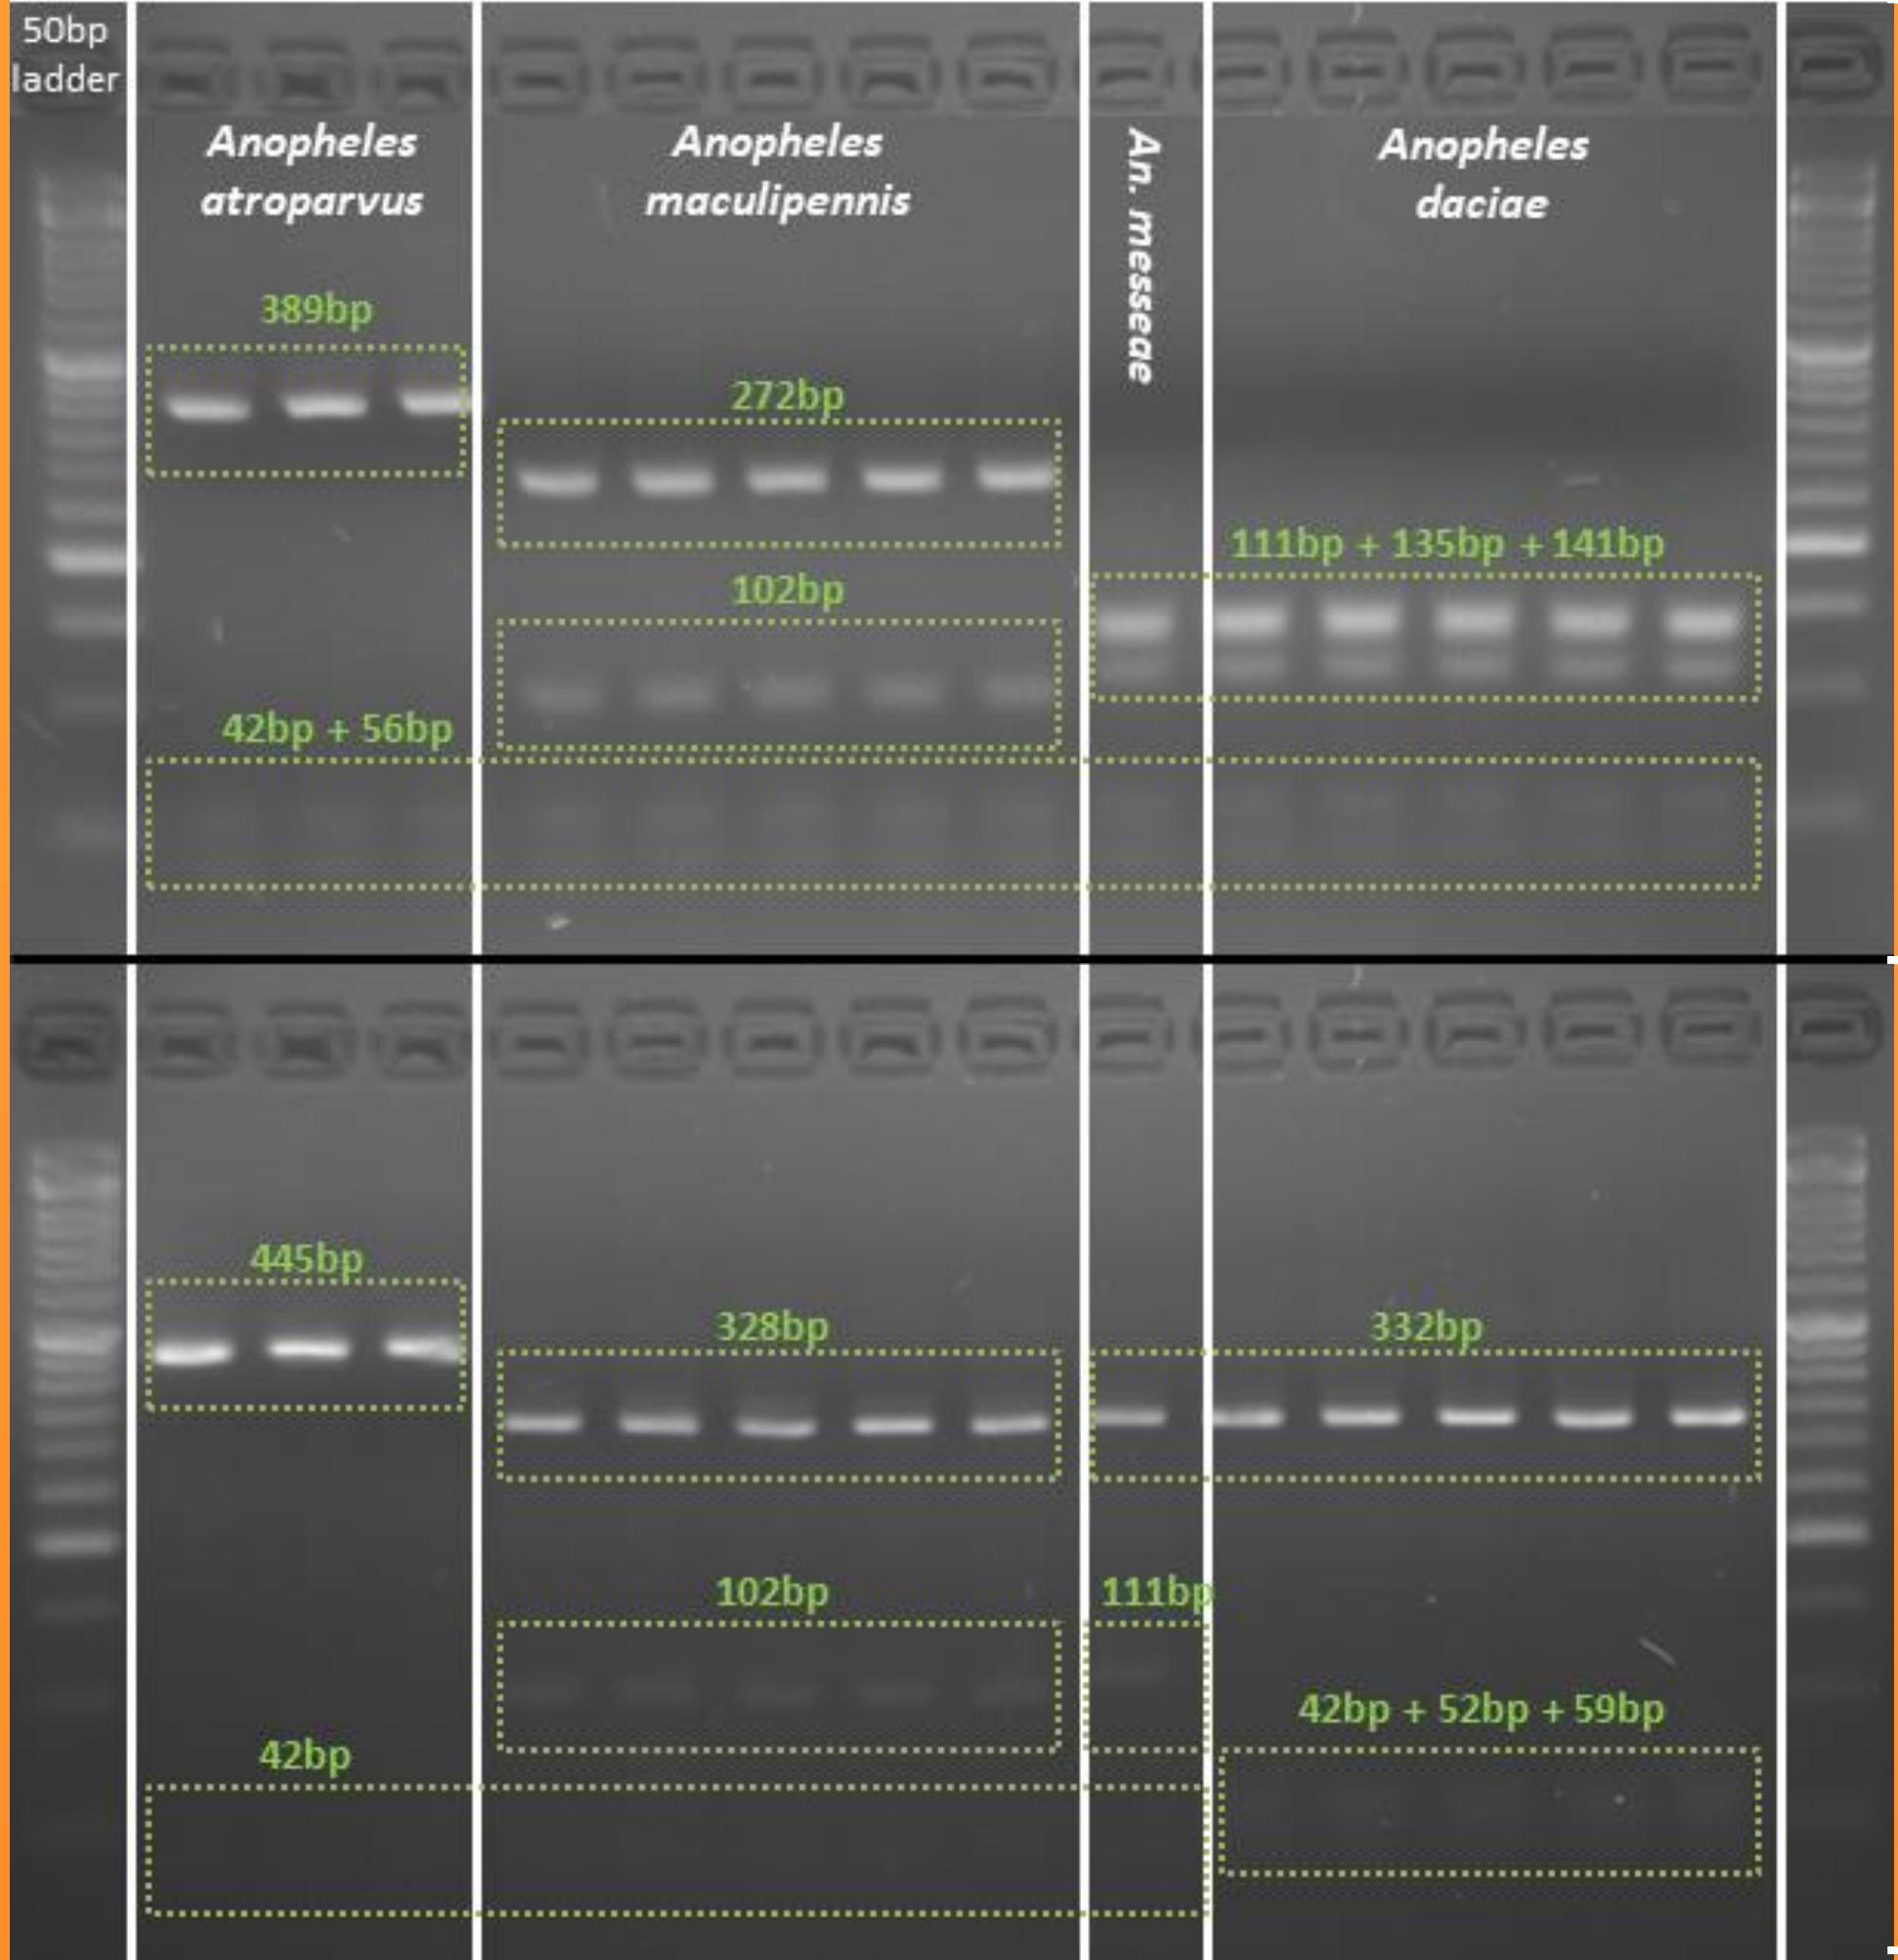 50bp
ladder
Anopheles
atroparvus
Anopheles
maculipennis
An. messeae
Anopheles
daciae
389bp
272bp
111bp + 135bp + 141bp
102bp
42bp + 56bp
445bp
328bp
332bp
102bp
111bp
42bp + 52bp + 59bp
42bp